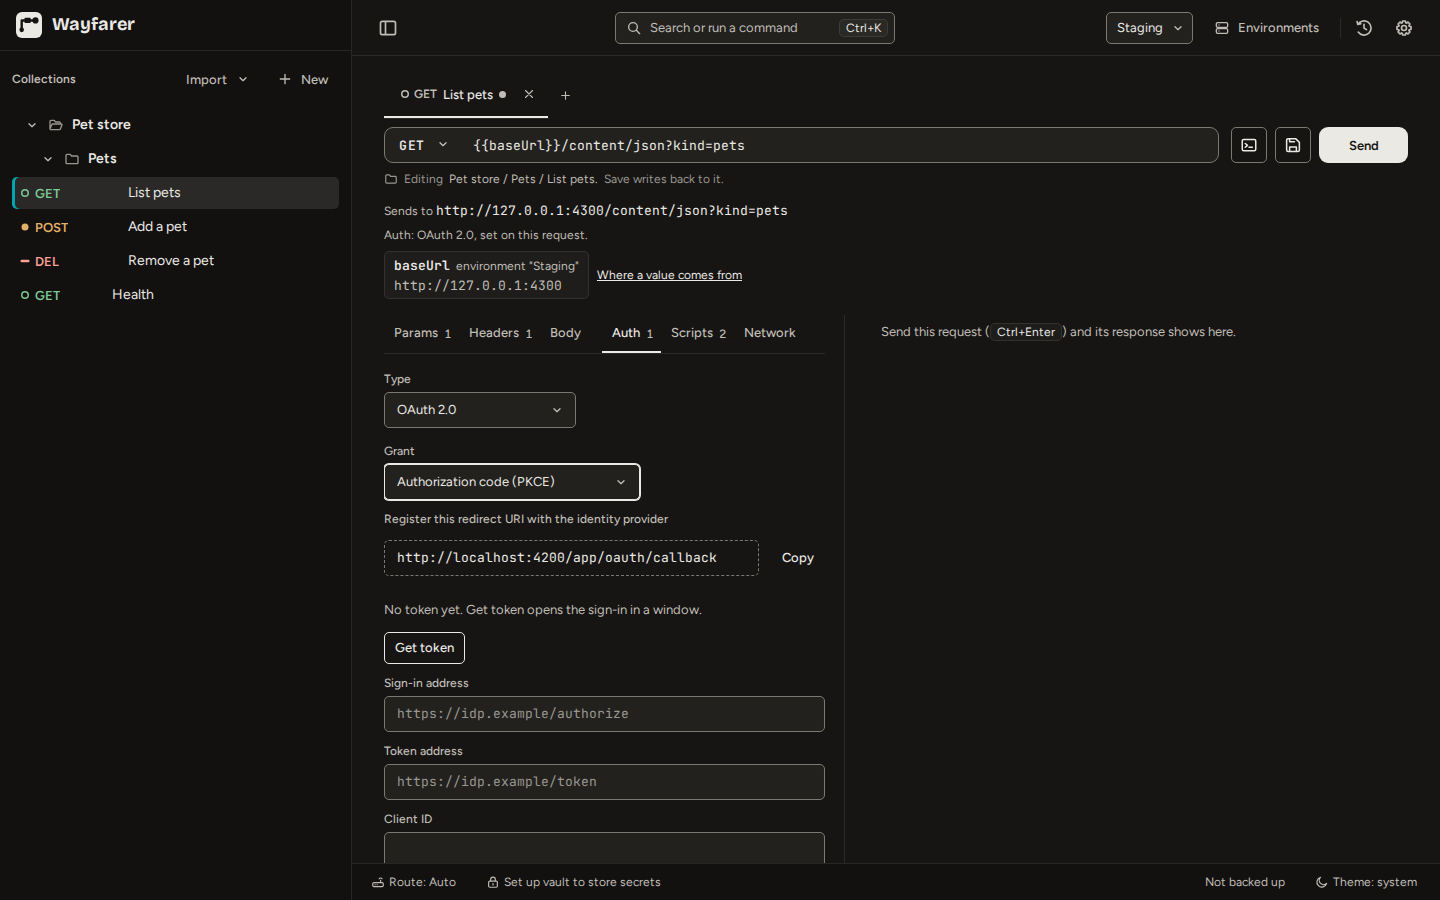 Wayfarer
Search or run a command Ctrl+K
Staging
Environments
Collections
Import
New
Pet store
Pets
GET List pets
POST Add a pet
DEL Remove a pet
GET Health
GET List pets
GET {{baseUrl}}/content/json?kind=pets
Send
Editing Pet store / Pets / List pets. Save writes back to it.
Sends to http://127.0.0.1:4300/content/json?kind=pets
Auth: OAuth 2.0, set on this request.
baseUrl environment "Staging"
http://127.0.0.1:4300
Where a value comes from
Params 1 Headers 1 Body Auth 1 Scripts 2 Network
Type
OAuth 2.0
Grant
Authorization code (PKCE)
Register this redirect URI with the identity provider
http://localhost:4200/app/oauth/callback
Copy
No token yet. Get token opens the sign-in in a window.
Get token
Sign-in address
https://idp.example/authorize
Token address
https://idp.example/token
Client ID
Send this request (Ctrl+Enter) and its response shows here.
Route: Auto
Set up vault to store secrets
Not backed up
Theme: system